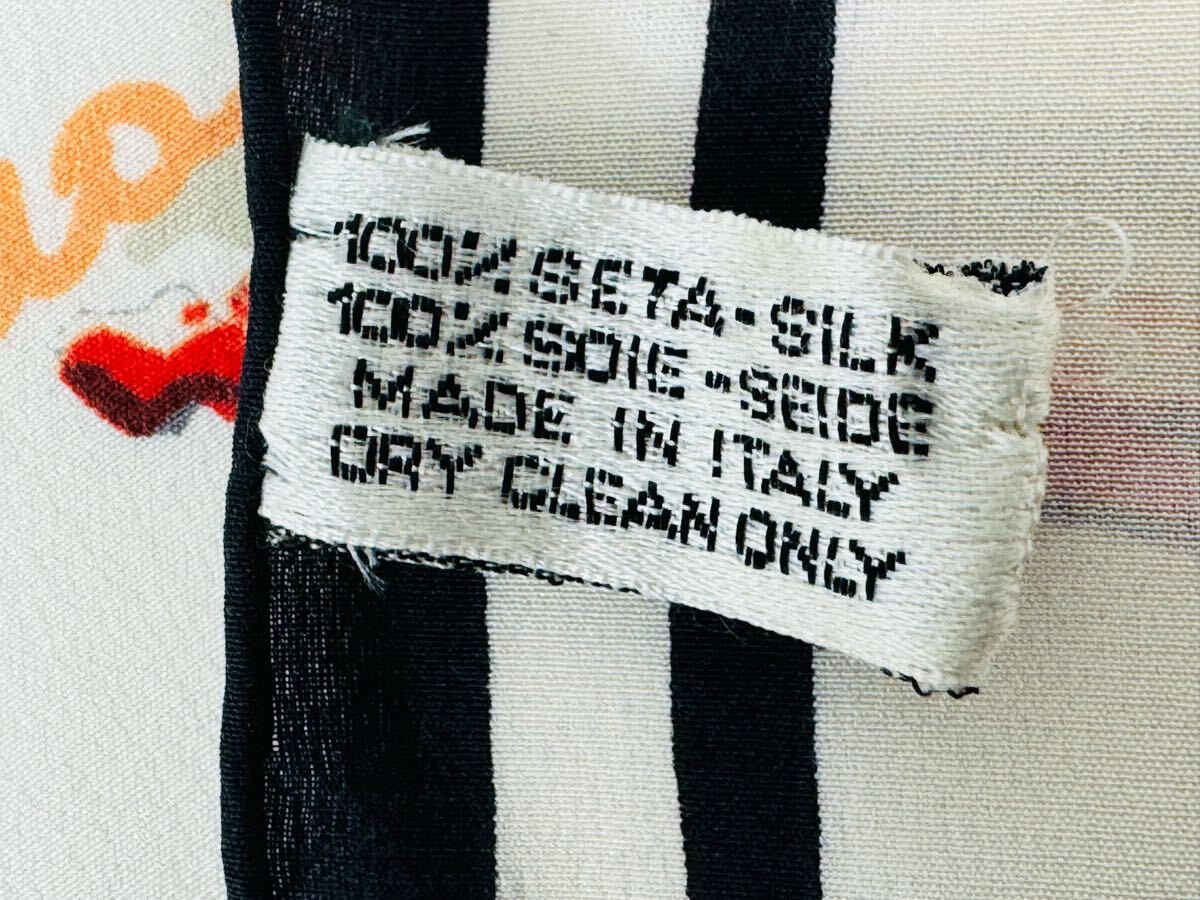 100% SETA - SILK
100% SOIE - SEIDE
MADE IN ITALY
DRY CLEAN ONLY